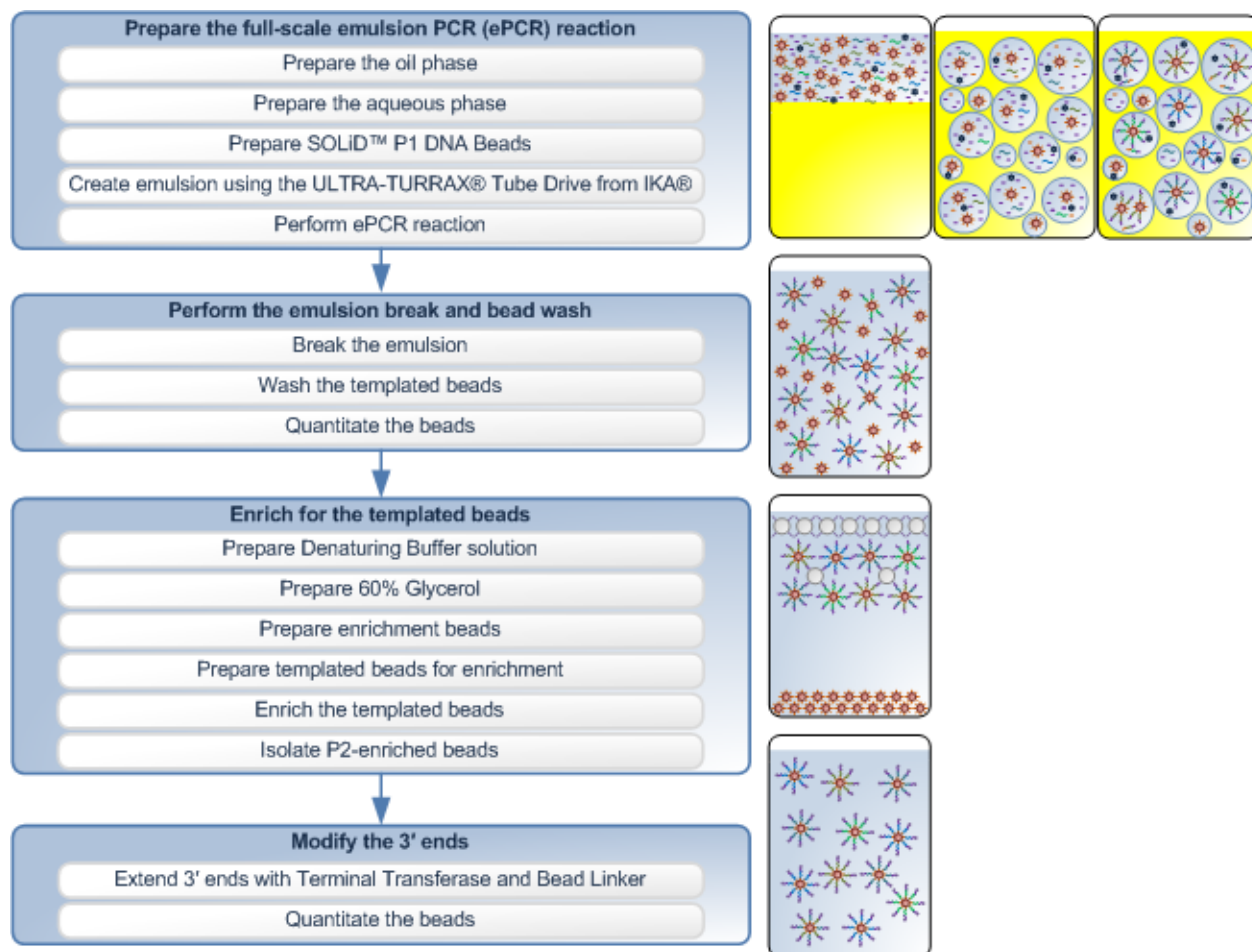 Prepare the full-scale emulsion PCR (ePCR) reaction
Prepare the oil phase
Prepare the aqueous phase
Prepare SOLiD™ P1 DNA Beads
Create emulsion using the ULTRA-TURRAX® Tube Drive from IKA®
Perform ePCR reaction
Perform the emulsion break and bead wash
Break the emulsion
Wash the templated beads
Quantitate the beads
Enrich for the templated beads
Prepare Denaturing Buffer solution
Prepare 60% Glycerol
Prepare enrichment beads
Prepare templated beads for enrichment
Enrich the templated beads
Isolate P2-enriched beads
Modify the 3′ ends
Extend 3′ ends with Terminal Transferase and Bead Linker
Quantitate the beads